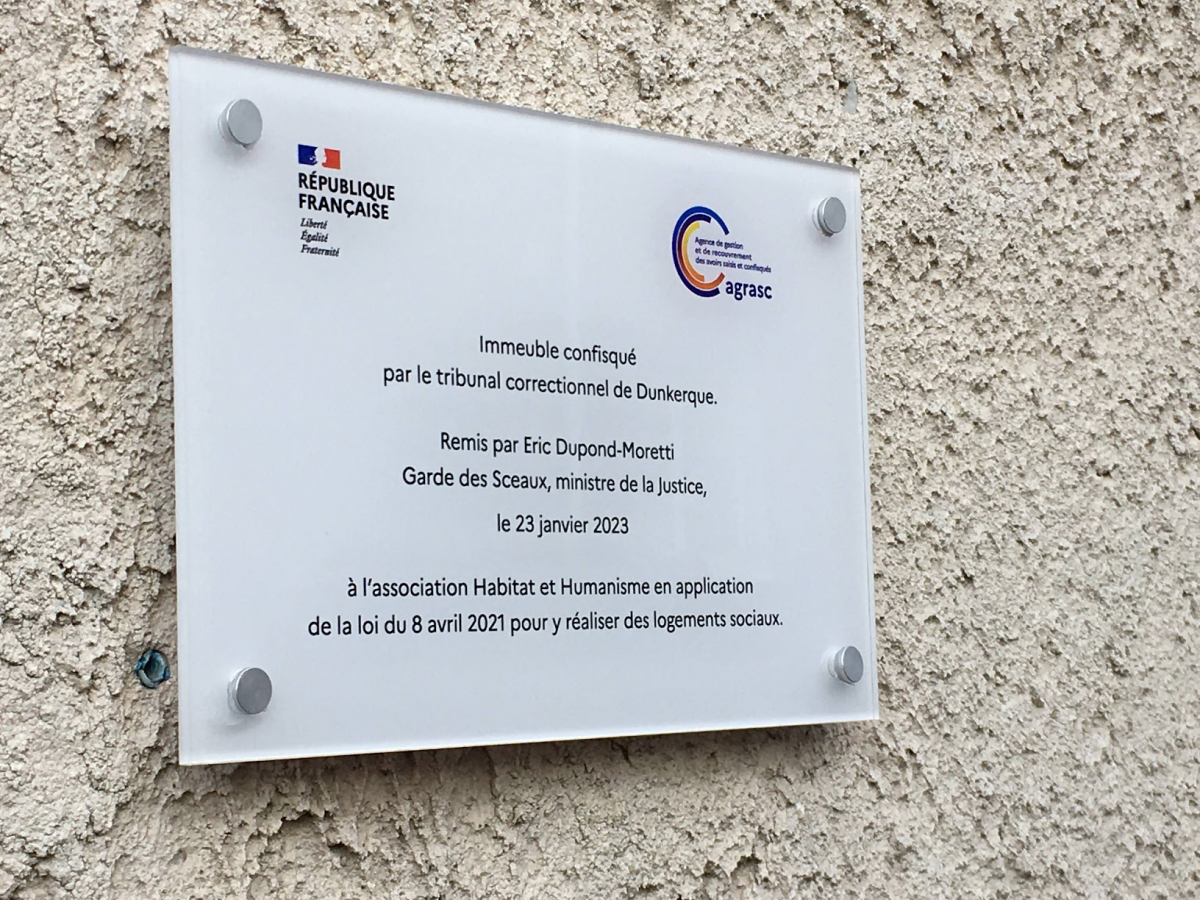 RÉPUBLIQUE
FRANÇAISE
Liberté
Égalité
Fraternité
Agence de gestion
et de recouvrement
des avoirs saisis et confisqués
agrasc
Immeuble confisqué
par le tribunal correctionnel de Dunkerque.
Remis par Eric Dupond-Moretti
Garde des Sceaux, ministre de la Justice,
le 23 janvier 2023
à l'association Habitat et Humanisme en application
de la loi du 8 avril 2021 pour y réaliser des logements sociaux.